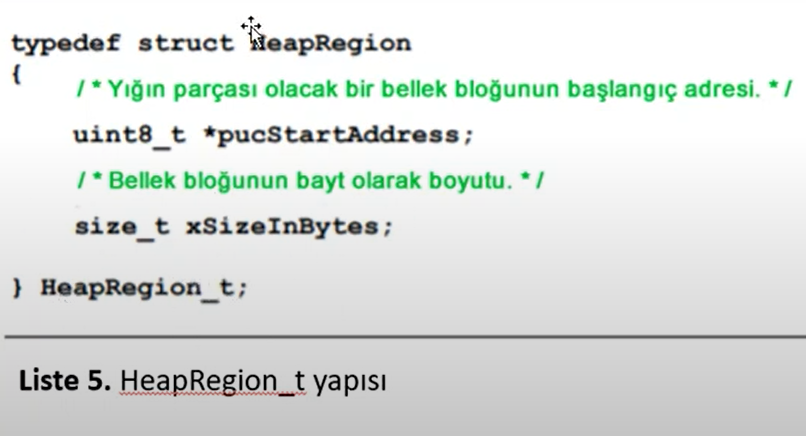 typedef struct HeapRegion
{
/* Yığın parçası olacak bir bellek bloğunun başlangıç adresi. */
uint8_t *pucStartAddress;
/* Bellek bloğunun bayt olarak boyutu. */
size_t xSizeInBytes;
} HeapRegion_t;
Liste 5. HeapRegion_t yapısı